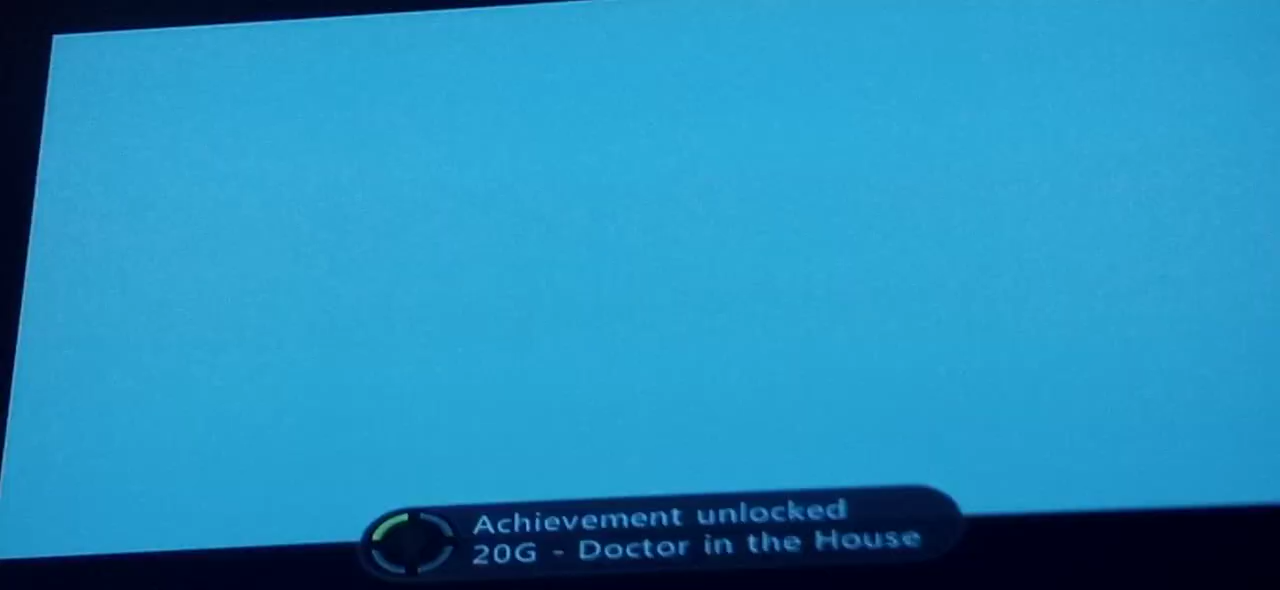 Achievement unlocked
20G - Doctor in the House